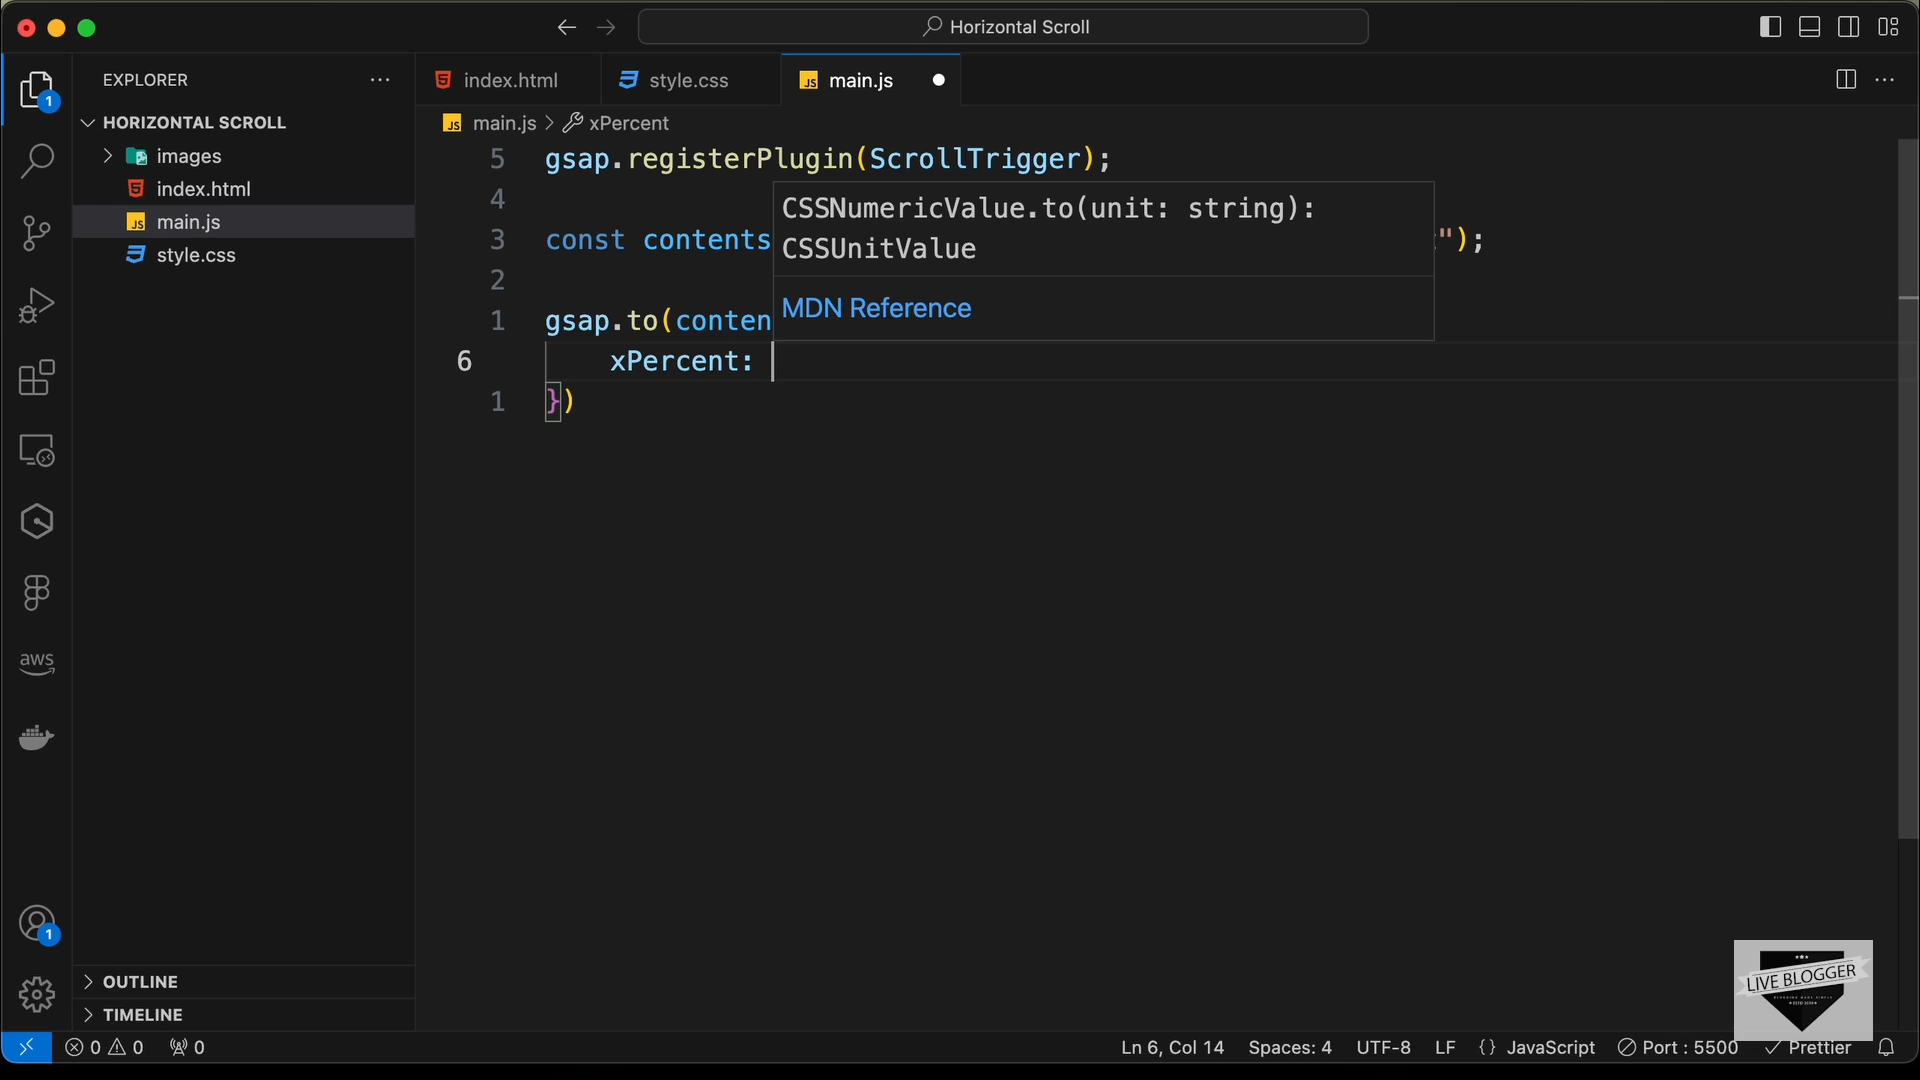 Horizontal Scroll
EXPLORER
HORIZONTAL SCROLL
images
index.html
main.js
style.css
OUTLINE
TIMELINE
1
aws
1
index.html
style.css
main.js
main.js > xPercent
5 gsap.registerPlugin(ScrollTrigger);
4
3 const contents ");
2
1 gsap.to(conten
6 xPercent:
1 })
CSSNumericValue.to(unit: string):
CSSUnitValue
MDN Reference
LIVE BLOGGER
0 0 0
Ln 6, Col 14 Spaces: 4 UTF-8 LF {} JavaScript Port : 5500 Prettier